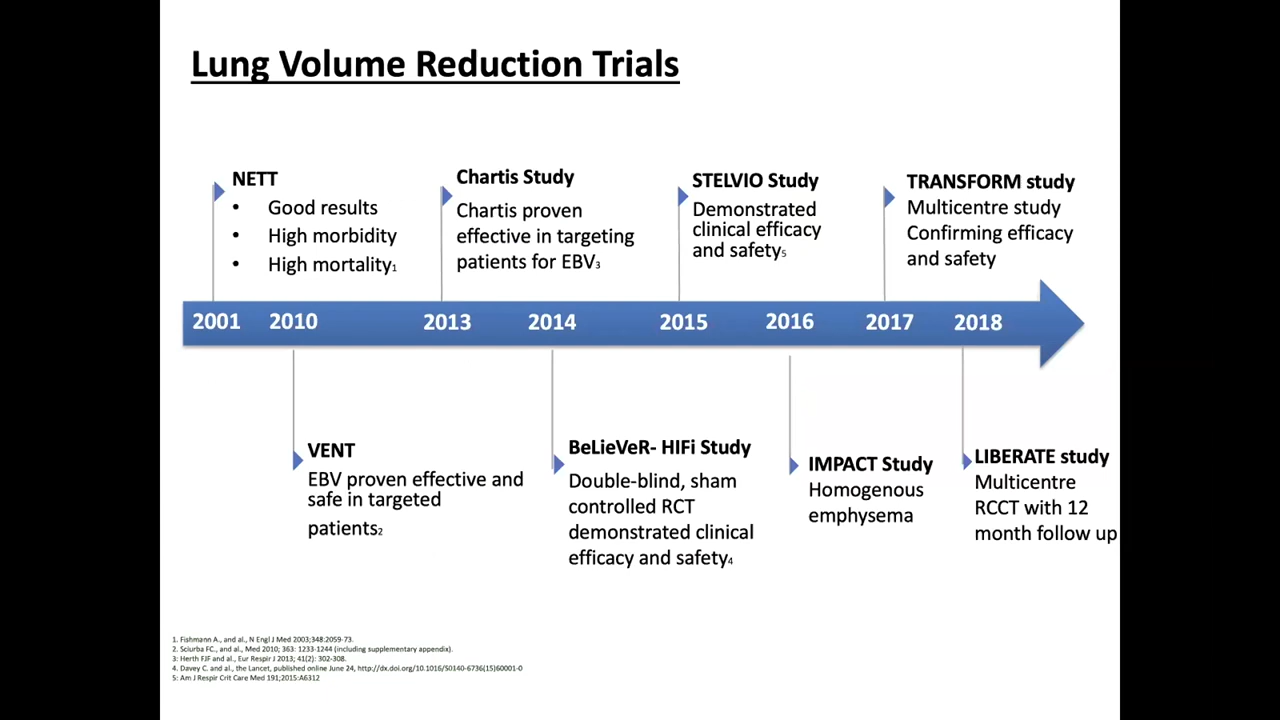 Lung Volume Reduction Trials
NETT
• Good results
• High morbidity
• High mortality1
Chartis Study
Chartis proven
effective in targeting
patients for EBV3
STELVIO Study
Demonstrated
clinical efficacy
and safety5
TRANSFORM study
Multicentre study
Confirming efficacy
and safety
2001 2010 2013 2014 2015 2016 2017 2018
VENT
EBV proven effective and
safe in targeted
patients2
BeLieVeR- HIFi Study
Double-blind, sham
controlled RCT
demonstrated clinical
efficacy and safety4
IMPACT Study
Homogenous
emphysema
LIBERATE study
Multicentre
RCCT with 12
month follow up
1. Fishmann A., and al., N Engl J Med 2003;348:2059-73.
2. Sciurba FC., and al., Med 2010; 363: 1233-1244 (including supplementary appendix).
3: Herth FJF and al., Eur Respir J 2013; 41(2): 302-308.
4. Davey C. and al., the Lancet, published online June 24, http://dx.doi.org/10.1016/S0140-6736(15)60001-0
5: Am J Respir Crit Care Med 191;2015:A6312